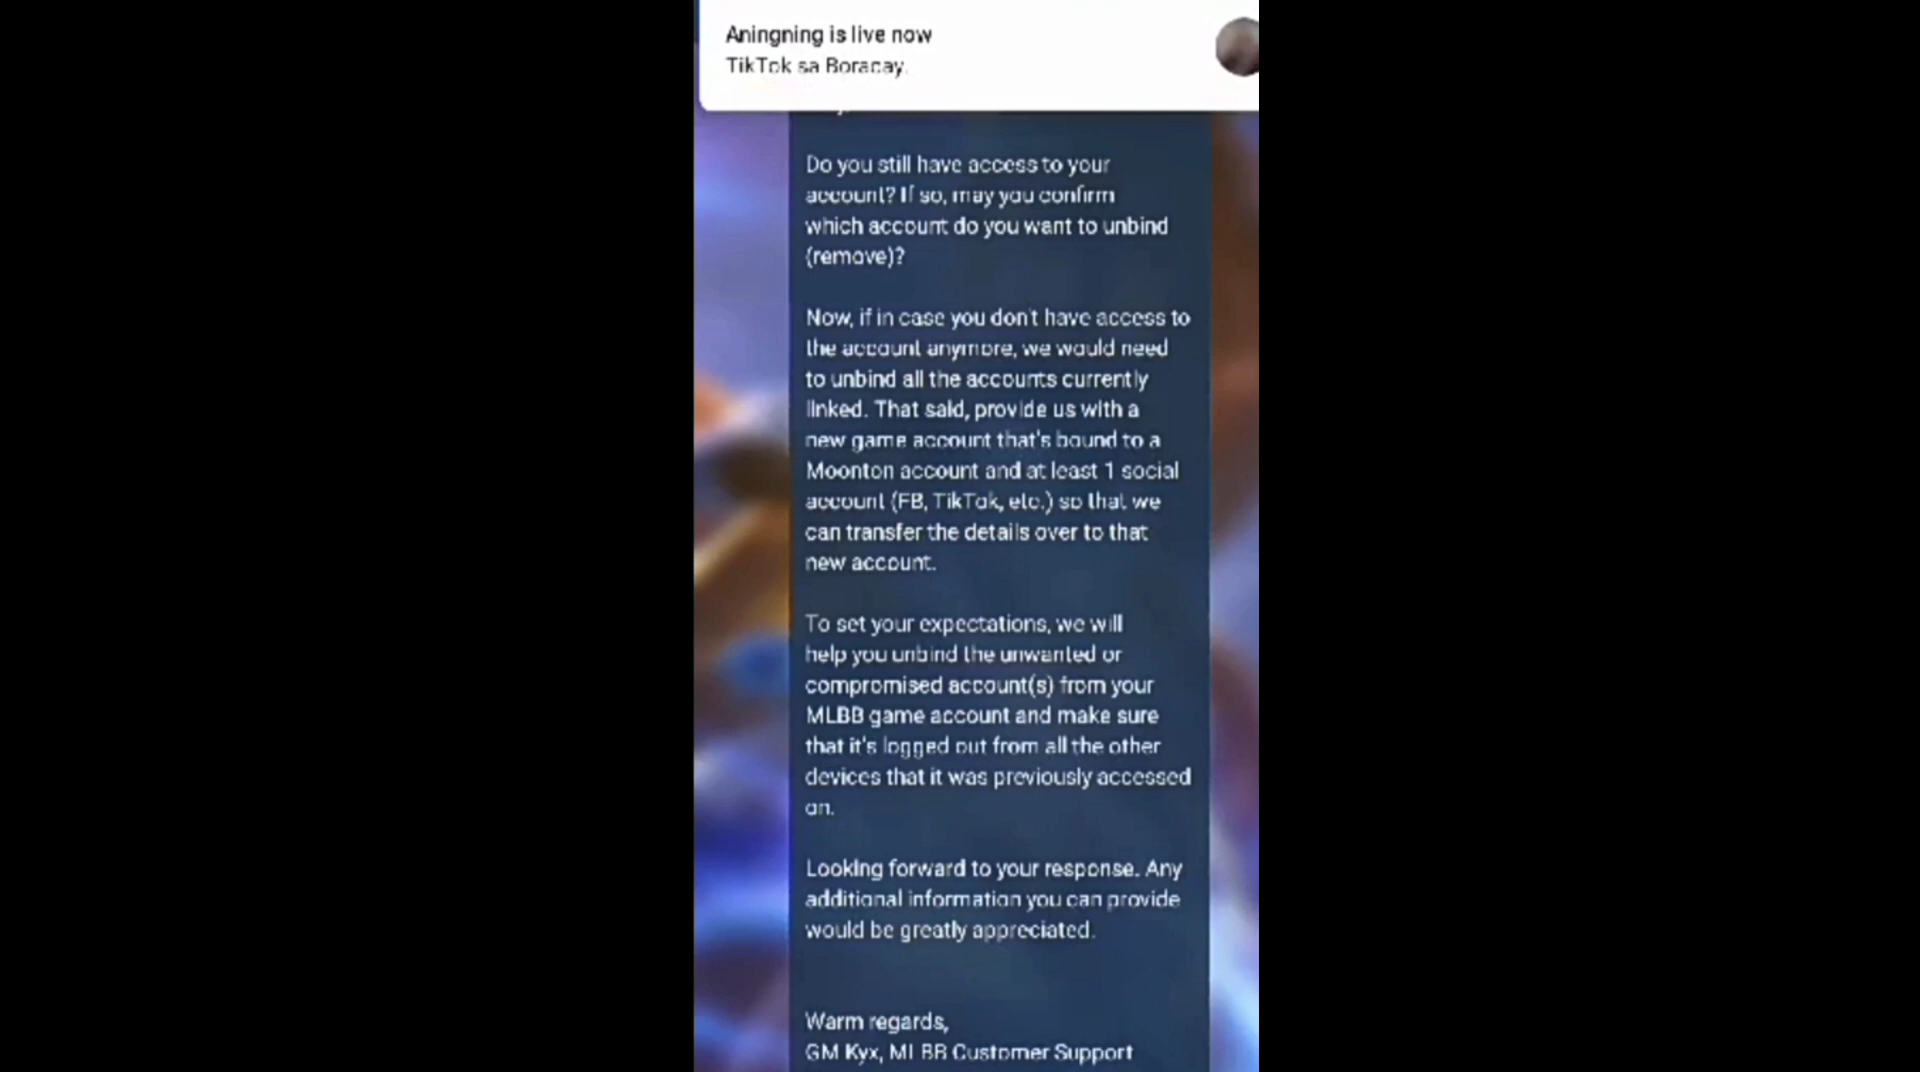 Aningning is live now
TikTok sa Boracay.
Do you still have access to your
account? If so, may you confirm
which account do you want to unbind
(remove)?
Now, if in case you don't have access to
the account anymore, we would need
to unbind all the accounts currently
linked. That said, provide us with a
new game account that's bound to a
Moonton account and at least 1 social
account (FB, TikTok, etc.) so that we
can transfer the details over to that
new account.
To set your expectations, we will
help you unbind the unwanted or
compromised account(s) from your
MLBB game account and make sure
that it's logged out from all the other
devices that it was previously accessed
on.
Looking forward to your response. Any
additional information you can provide
would be greatly appreciated.
Warm regards,
GM Kyx, MLBB Customer Support